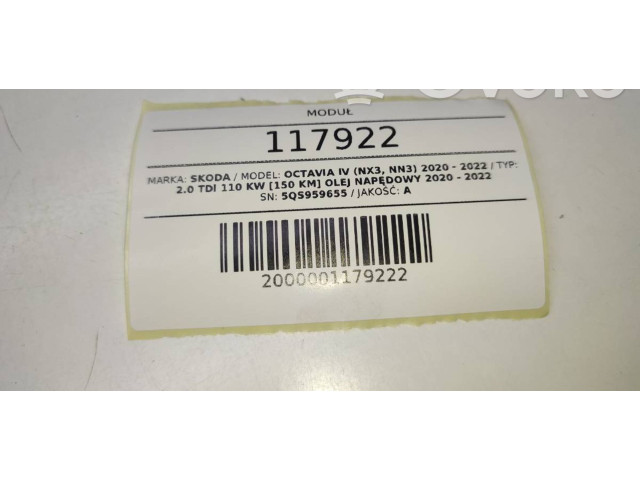 MODUŁ
117922
MARKA: SKODA / MODEL: OCTAVIA IV (NX3, NN3) 2020 - 2022 / TYP:
2.0 TDI 110 KW [150 KM] OLEJ NAPĘDOWY 2020 - 2022
SN: 5QS959655 / JAKOŚĆ: A
2000001179222